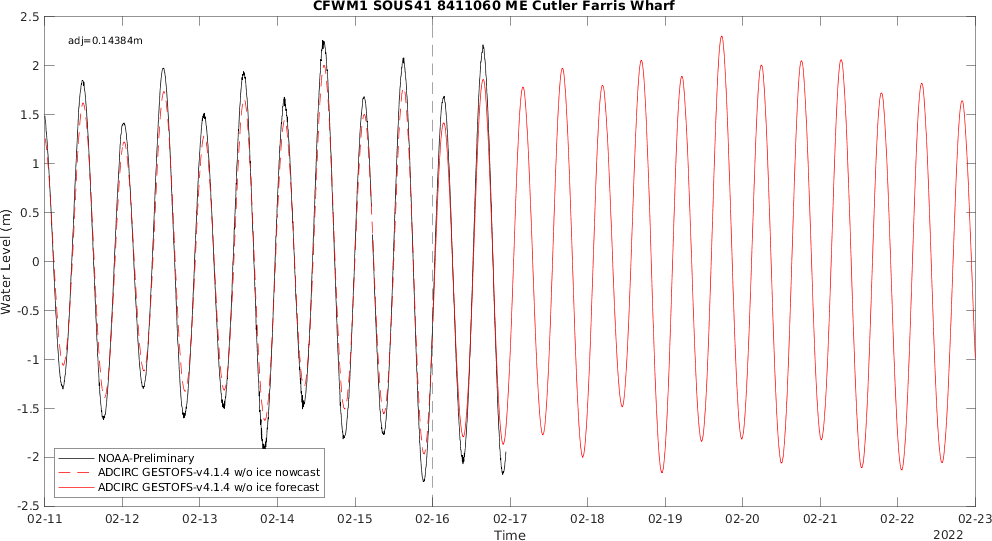 CFWM1 SOUS41 8411060 ME Cutler Farris Wharf
adj=0.14384m
2.5
2
1.5
1
0.5
0
-0.5
-1
-1.5
-2
-2.5
Water Level (m)
NOAA-Preliminary
ADCIRC GESTOFS-v4.1.4 w/o ice nowcast
ADCIRC GESTOFS-v4.1.4 w/o ice forecast
02-11 02-12 02-13 02-14 02-15 02-16 02-17 02-18 02-19 02-20 02-21 02-22 02-23
Time
2022